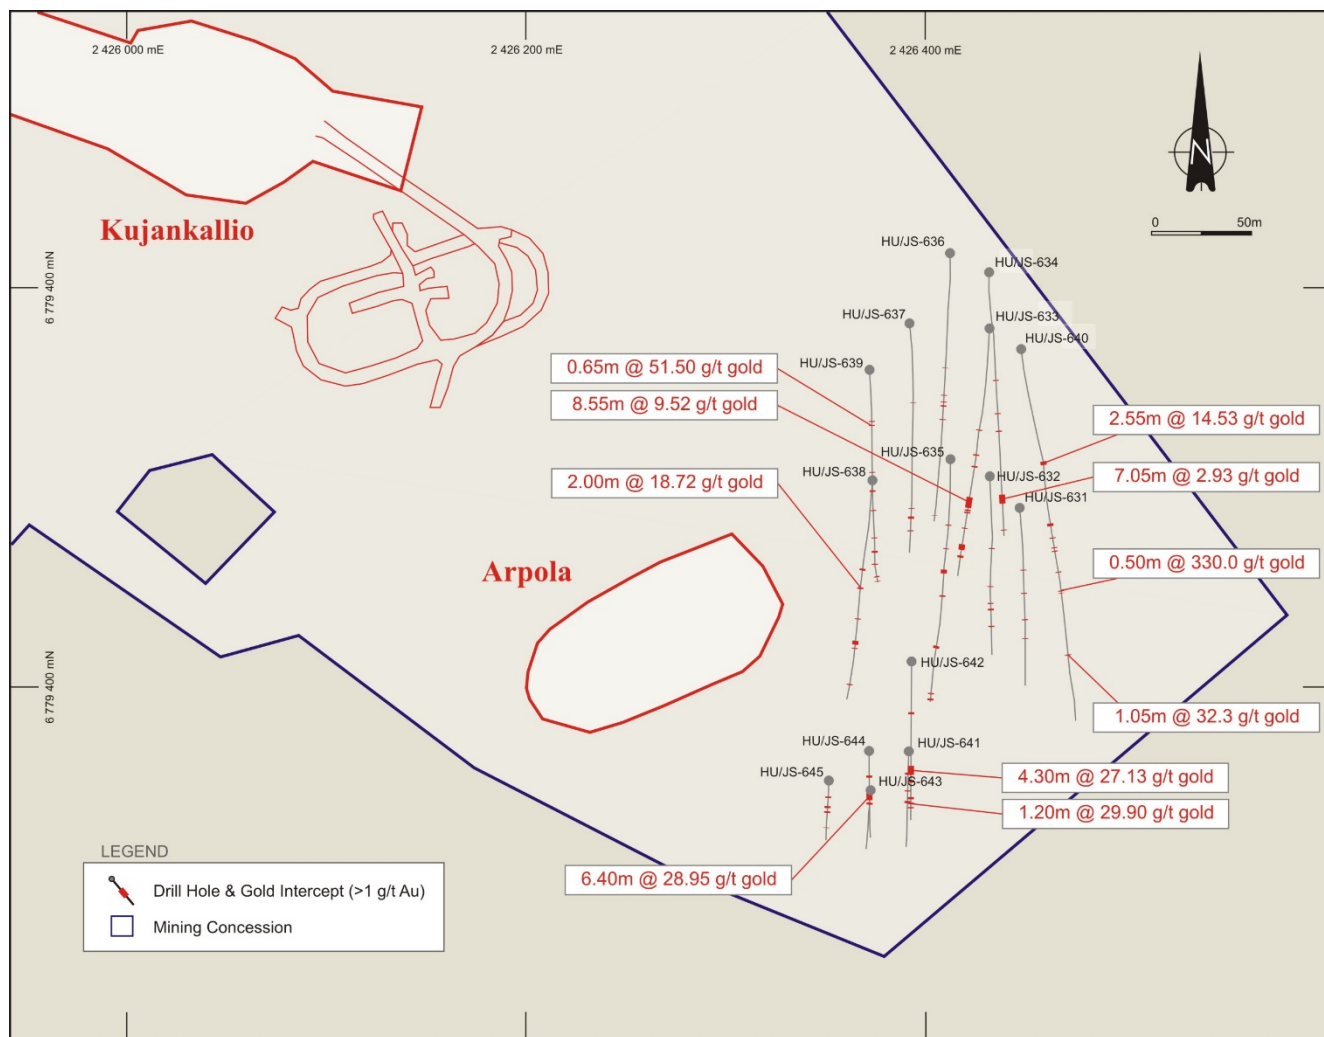 2 426 000 mE
2 426 200 mE
2 426 400 mE
N
0 50m
Kujankallio
6 779 400 mN
HU/JS-636
HU/JS-634
HU/JS-637
HU/JS-633
HU/JS-640
HU/JS-639
0.65m @ 51.50 g/t gold
8.55m @ 9.52 g/t gold
2.55m @ 14.53 g/t gold
HU/JS-635
HU/JS-638
HU/JS-632
2.00m @ 18.72 g/t gold
7.05m @ 2.93 g/t gold
HU/JS-631
Arpola
0.50m @ 330.0 g/t gold
6 779 400 mN
HU/JS-642
1.05m @ 32.3 g/t gold
HU/JS-644
HU/JS-641
HU/JS-645
HU/JS-643
4.30m @ 27.13 g/t gold
1.20m @ 29.90 g/t gold
6.40m @ 28.95 g/t gold
LEGEND
Drill Hole & Gold Intercept (>1 g/t Au)
Mining Concession